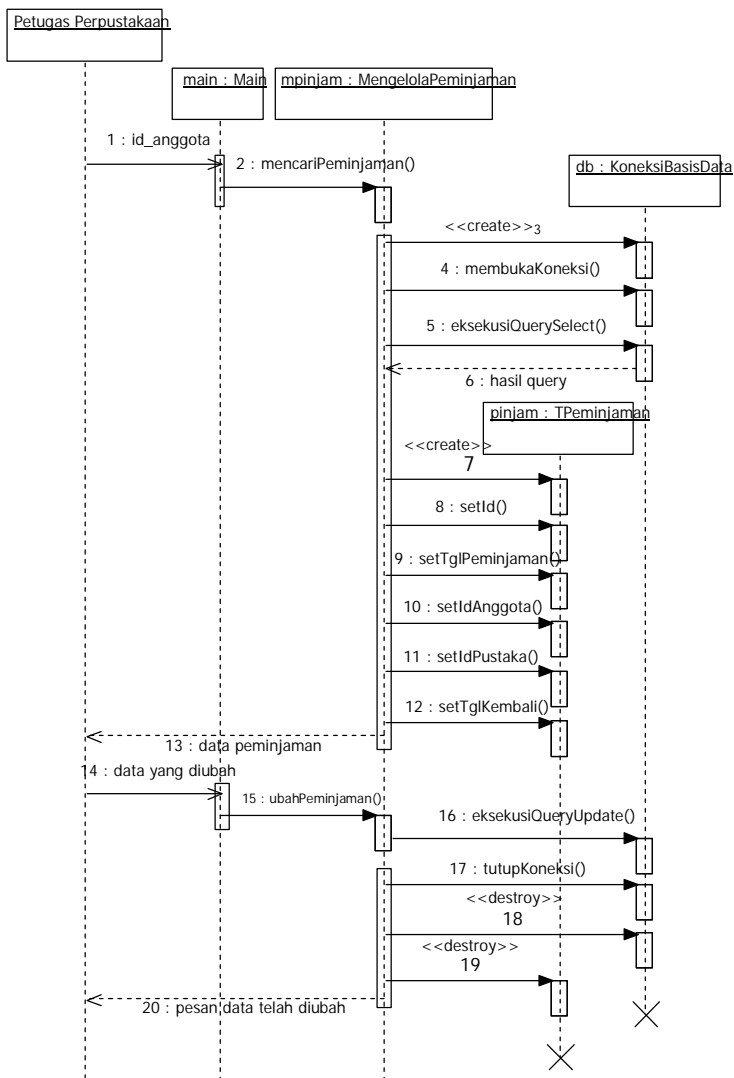 Petugas Perpustakaan
main : Main
mpinjam : MengelolaPeminjaman
1 : id_anggota
2 : mencariPeminjaman()
db : KoneksiBasisData
<<create>>3
4 : membukaKoneksi()
5 : eksekusiQuerySelect()
6 : hasil query
pinjam : TPeminjaman
<<create>>
7
8 : setId()
9 : setTglPeminjaman()
10 : setIdAnggota()
11 : setIdPustaka()
12 : setTglKembali()
13 : data peminjaman
14 : data yang diubah
15 : ubahPeminjaman()
16 : eksekusiQueryUpdate()
17 : tutupKoneksi()
<<destroy>>
18
<<destroy>>
19
20 : pesan data telah diubah